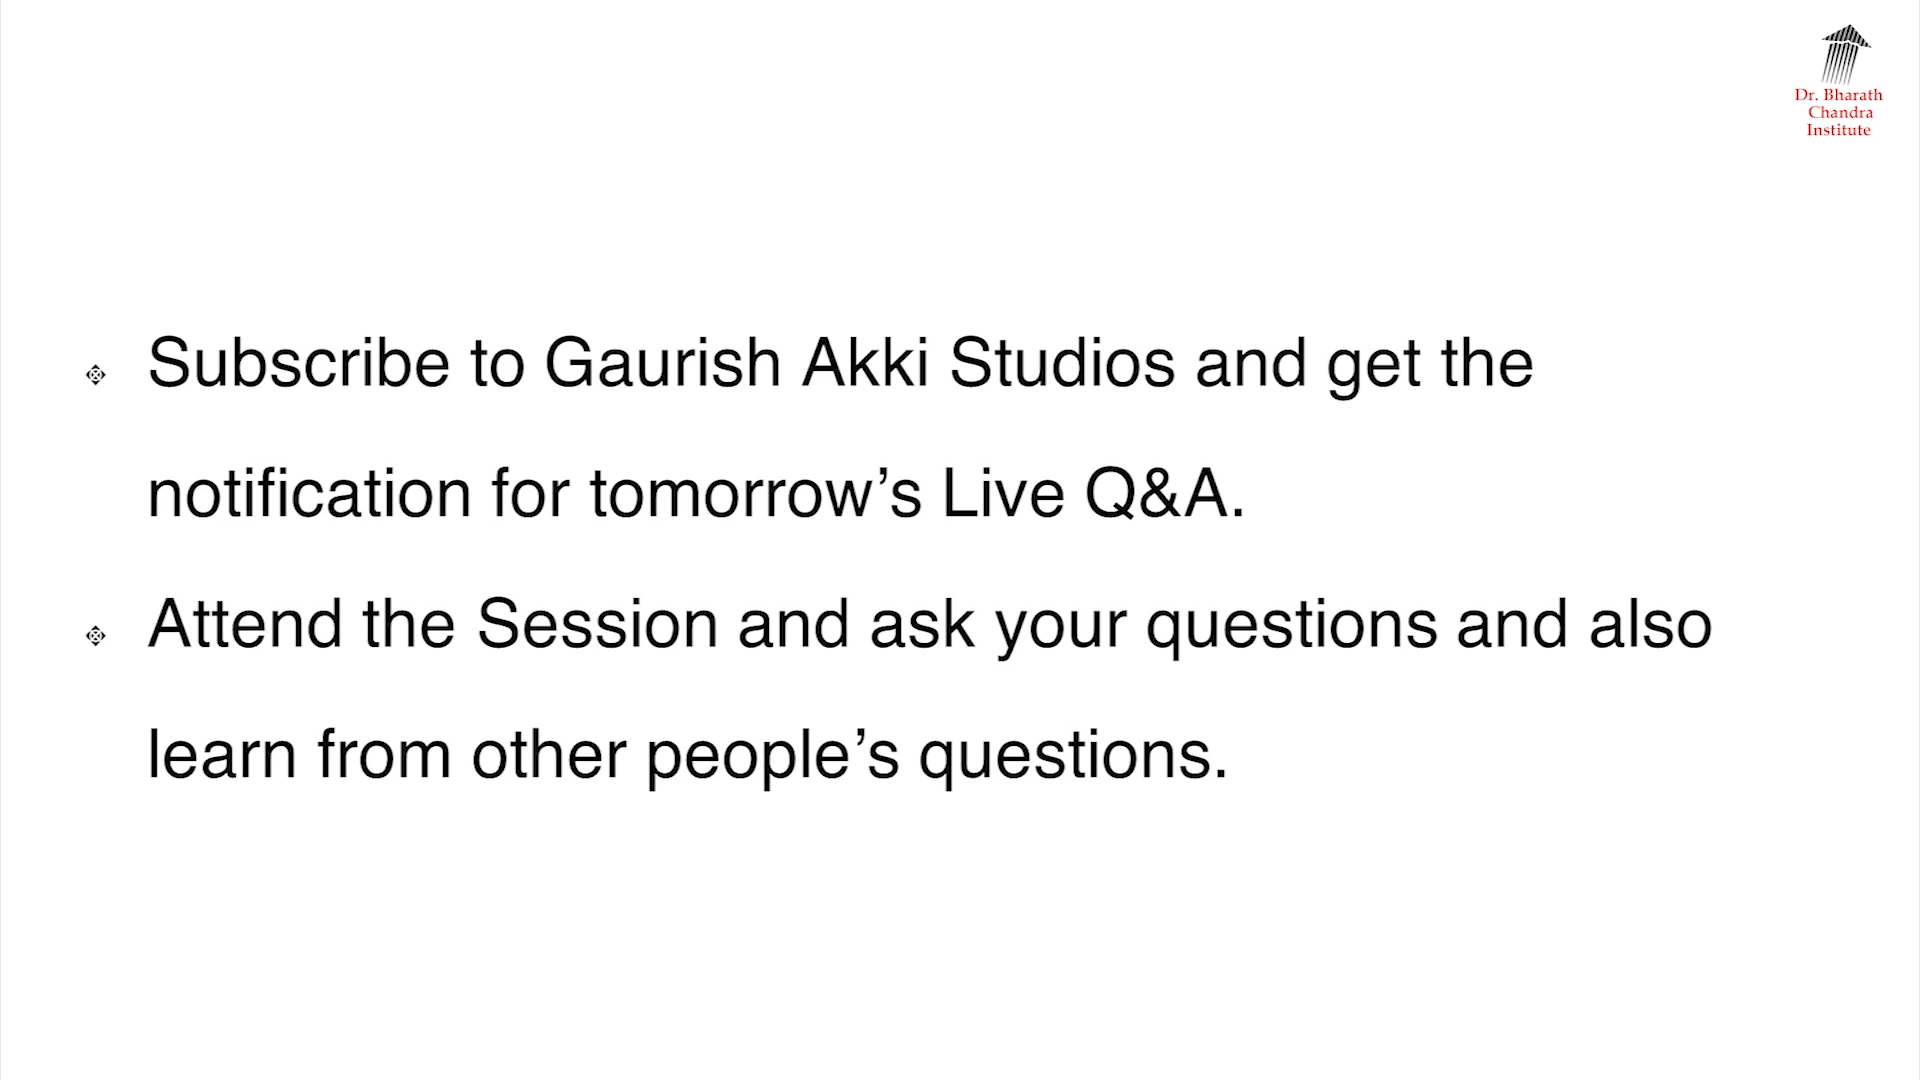 Dr. Bharath
Chandra
Institute
Subscribe to Gaurish Akki Studios and get the
notification for tomorrow’s Live Q&A.
Attend the Session and ask your questions and also
learn from other people’s questions.